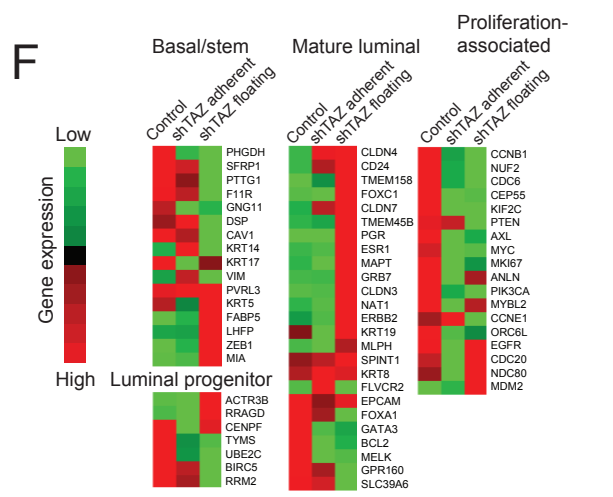 F
Basal/stem
Mature luminal
Proliferation-
associated
Control
shTAZ adherent
shTAZ floating
Control
shTAZ adherent
shTAZ floating
Control
shTAZ adherent
shTAZ floating
Low
Gene expression
High
PHGDH
SFRP1
PTTG1
F11R
GNG11
DSP
CAV1
KRT14
KRT17
VIM
PVRL3
KRT5
FABP5
LHFP
ZEB1
MIA
Luminal progenitor
ACTR3B
RRAGD
CENPF
TYMS
UBE2C
BIRC5
RRM2
CLDN4
CD24
TMEM158
FOXC1
CLDN7
TMEM45B
PGR
ESR1
MAPT
GRB7
CLDN3
NAT1
ERBB2
KRT19
MLPH
SPINT1
KRT8
FLVCR2
EPCAM
FOXA1
GATA3
BCL2
MELK
GPR160
SLC39A6
CCNB1
NUF2
CDC6
CEP55
KIF2C
PTEN
AXL
MYC
MKI67
ANLN
PIK3CA
MYBL2
CCNE1
ORC6L
EGFR
CDC20
NDC80
MDM2